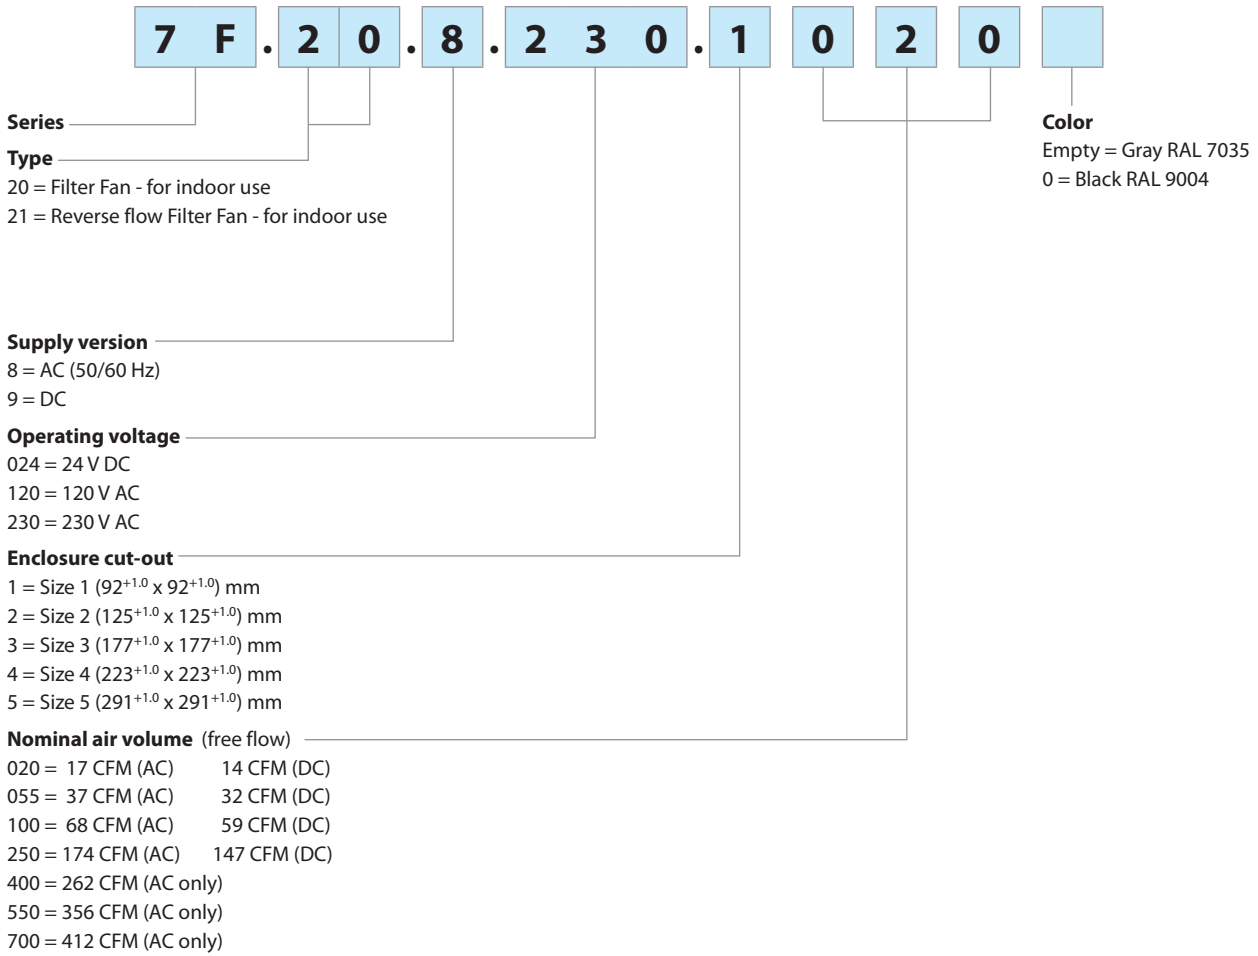 7 F . 2 0 . 8 . 2 3 0 . 1 0 2 0
Series
Type
20 = Filter Fan - for indoor use
21 = Reverse flow Filter Fan - for indoor use
Color
Empty = Gray RAL 7035
0 = Black RAL 9004
Supply version
8 = AC (50/60 Hz)
9 = DC
Operating voltage
024 = 24 V DC
120 = 120 V AC
230 = 230 V AC
Enclosure cut-out
1 = Size 1 (92+1.0 x 92+1.0) mm
2 = Size 2 (125+1.0 x 125+1.0) mm
3 = Size 3 (177+1.0 x 177+1.0) mm
4 = Size 4 (223+1.0 x 223+1.0) mm
5 = Size 5 (291+1.0 x 291+1.0) mm
Nominal air volume (free flow)
020 = 17 CFM (AC) 14 CFM (DC)
055 = 37 CFM (AC) 32 CFM (DC)
100 = 68 CFM (AC) 59 CFM (DC)
250 = 174 CFM (AC) 147 CFM (DC)
400 = 262 CFM (AC only)
550 = 356 CFM (AC only)
700 = 412 CFM (AC only)